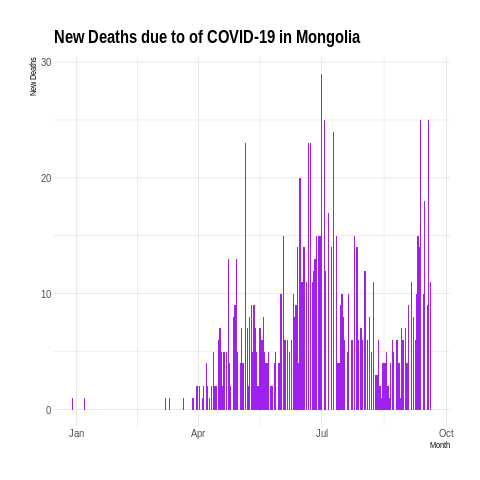 New Deaths due to of COVID-19 in Mongolia
New Deaths
30
20
10
0
Jan Apr Jul Oct
Month